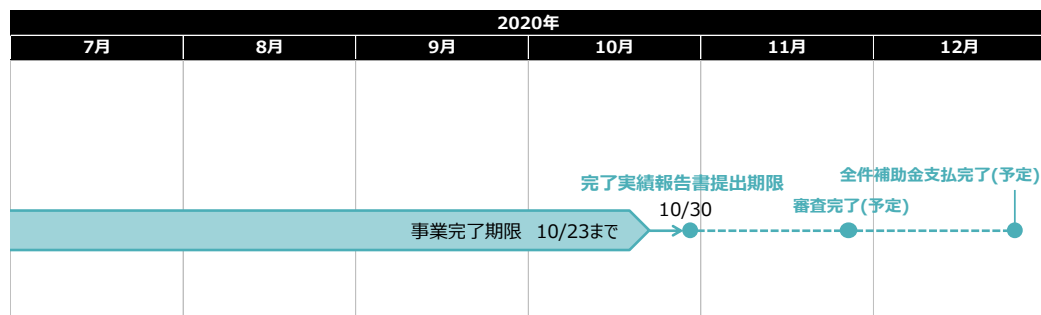 2020年
7月
8月
9月
10月
11月
12月
全件補助金支払完了(予定)
完了実績報告書提出期限
10/30
審査完了(予定)
事業完了期限 10/23まで